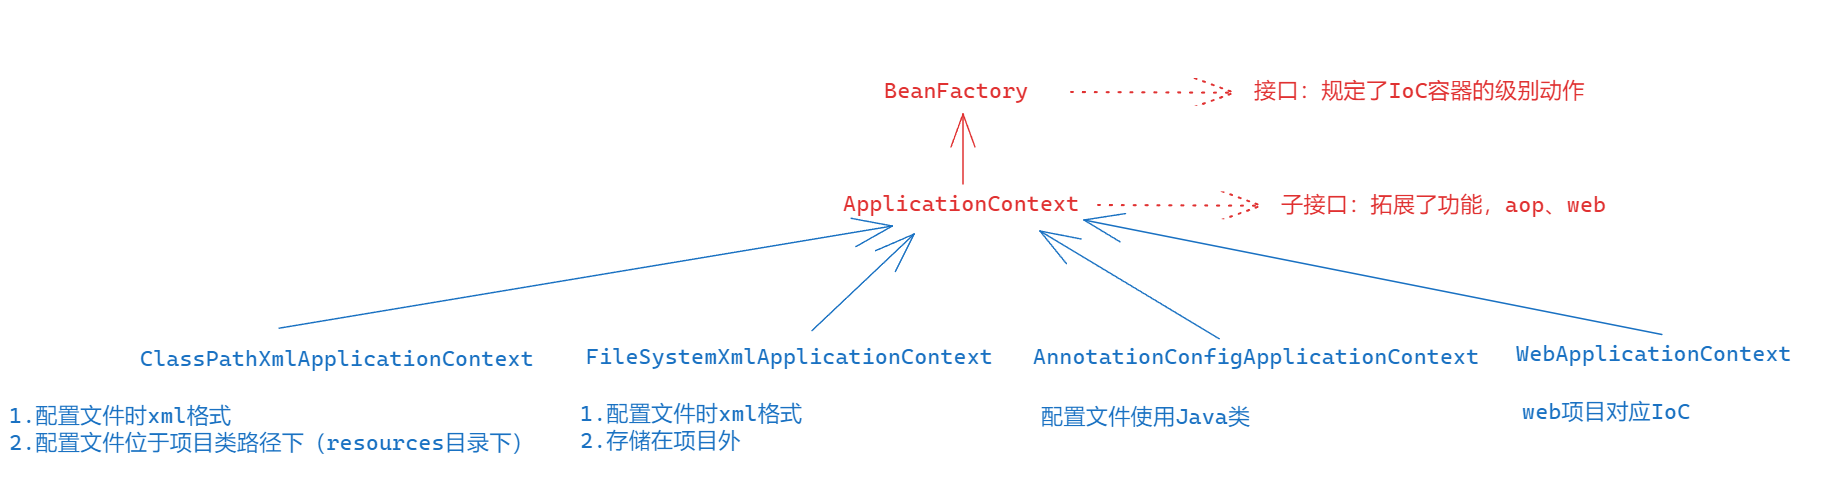 BeanFactory
接口：规定了IoC容器的级别动作
ApplicationContext
子接口：拓展了功能，aop、web
ClassPathXmlApplicationContext
1.配置文件时xml格式
2.配置文件位于项目类路径下（resources目录下）
FileSystemXmlApplicationContext
1.配置文件时xml格式
2.存储在项目外
AnnotationConfigApplicationContext
配置文件使用Java类
WebApplicationContext
web项目对应IoC